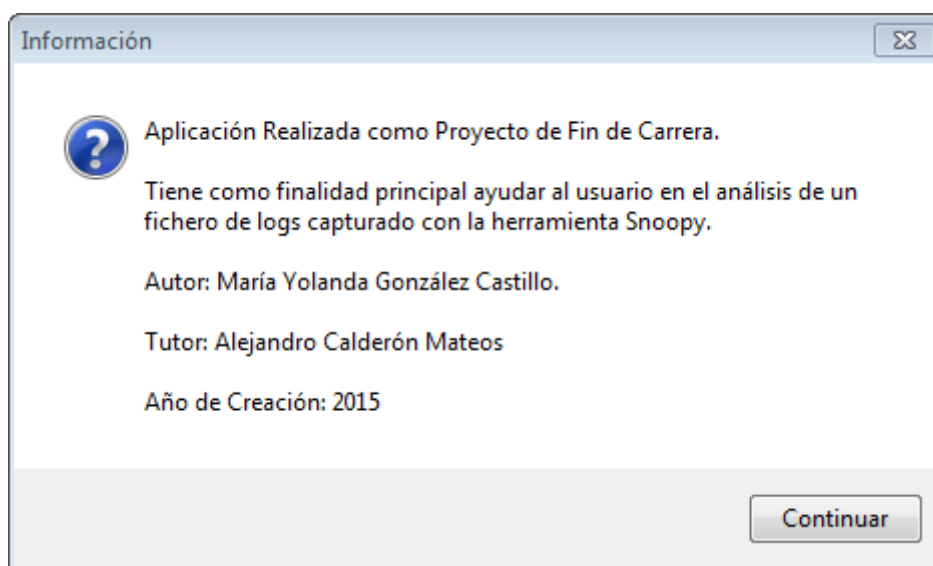 Información
Aplicación Realizada como Proyecto de Fin de Carrera.
Tiene como finalidad principal ayudar al usuario en el análisis de un
fichero de logs capturado con la herramienta Snoopy.
Autor: María Yolanda González Castillo.
Tutor: Alejandro Calderón Mateos
Año de Creación: 2015
Continuar